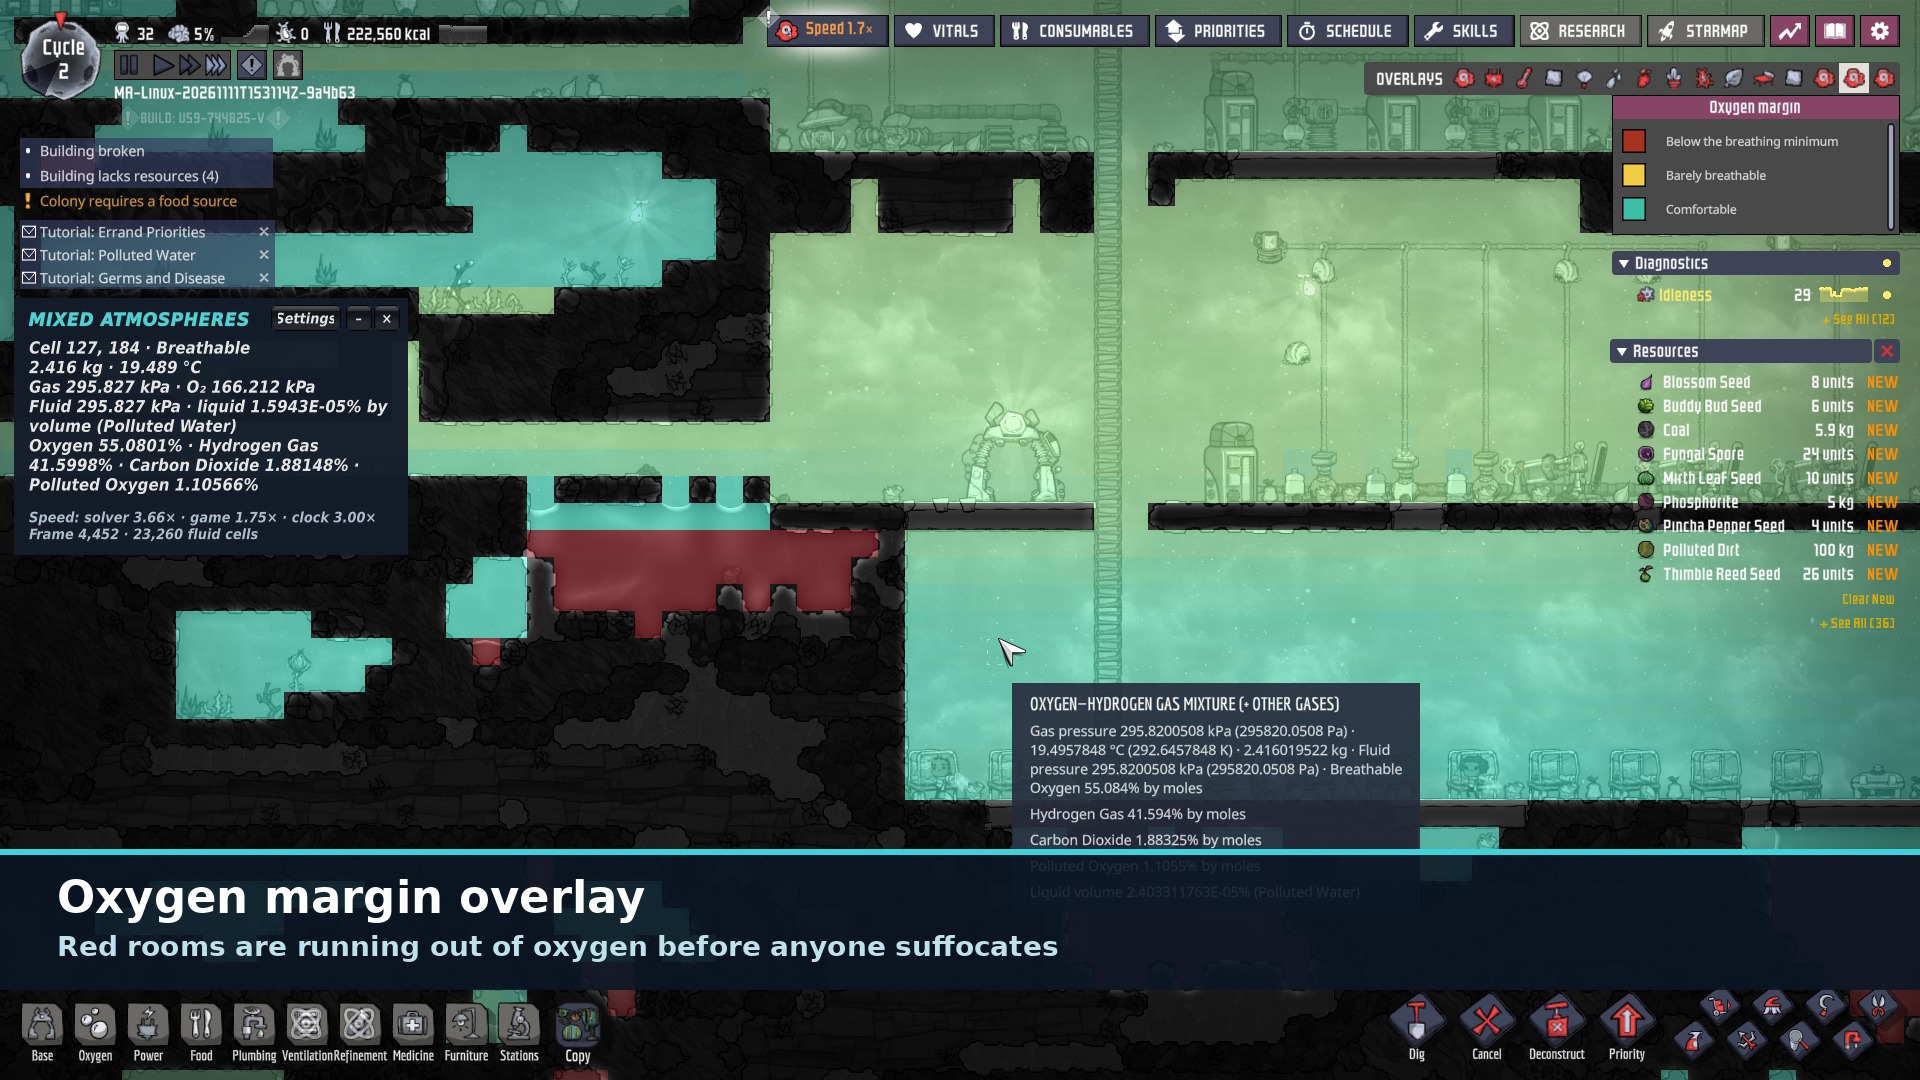 Cycle
2
32
5%
0
222,560 kcal
Speed 1.7×
VITALS
CONSUMABLES
PRIORITIES
SCHEDULE
SKILLS
RESEARCH
STARMAP
MA-Linux-20261111T153114Z-9a4b63
BUILD: U59-744825-V
OVERLAYS
Oxygen margin
Below the breathing minimum
Barely breathable
Comfortable
• Building broken
• Building lacks resources (4)
! Colony requires a food source
Tutorial: Errand Priorities ×
Tutorial: Polluted Water ×
Tutorial: Germs and Disease ×
MIXED ATMOSPHERES
Settings - ×
Cell 127, 184 · Breathable
2.416 kg · 19.489 °C
Gas 295.827 kPa · O₂ 166.212 kPa
Fluid 295.827 kPa · liquid 1.5943E-05% by
volume (Polluted Water)
Oxygen 55.0801% · Hydrogen Gas
41.5998% · Carbon Dioxide 1.88148% ·
Polluted Oxygen 1.10566%
Speed: solver 3.66× · game 1.75× · clock 3.00×
Frame 4,452 · 23,260 fluid cells
Diagnostics
Idleness 29
+ See All (12)
Resources
Blossom Seed 8 units NEW
Buddy Bud Seed 6 units NEW
Coal 5.9 kg NEW
Fungal Spore 24 units NEW
Mirth Leaf Seed 10 units NEW
Phosphorite 5 kg NEW
Pincha Pepper Seed 4 units NEW
Polluted Dirt 100 kg NEW
Thimble Reed Seed 26 units NEW
Clear New
+ See All (36)
OXYGEN–HYDROGEN GAS MIXTURE (+ OTHER GASES)
Gas pressure 295.8200508 kPa (295820.0508 Pa) ·
19.4957848 °C (292.6457848 K) · 2.416019522 kg · Fluid
pressure 295.8200508 kPa (295820.0508 Pa) · Breathable
Oxygen 55.084% by moles
Hydrogen Gas 41.594% by moles
Carbon Dioxide 1.88325% by moles
Polluted Oxygen 1.1055% by moles
Liquid volume 2.403311763E-05% (Polluted Water)
Oxygen margin overlay
Red rooms are running out of oxygen before anyone suffocates
Base
Oxygen
Power
Food
Plumbing
Ventilation
Refinement
Medicine
Furniture
Stations
Copy
Dig
Cancel
Deconstruct
Priority